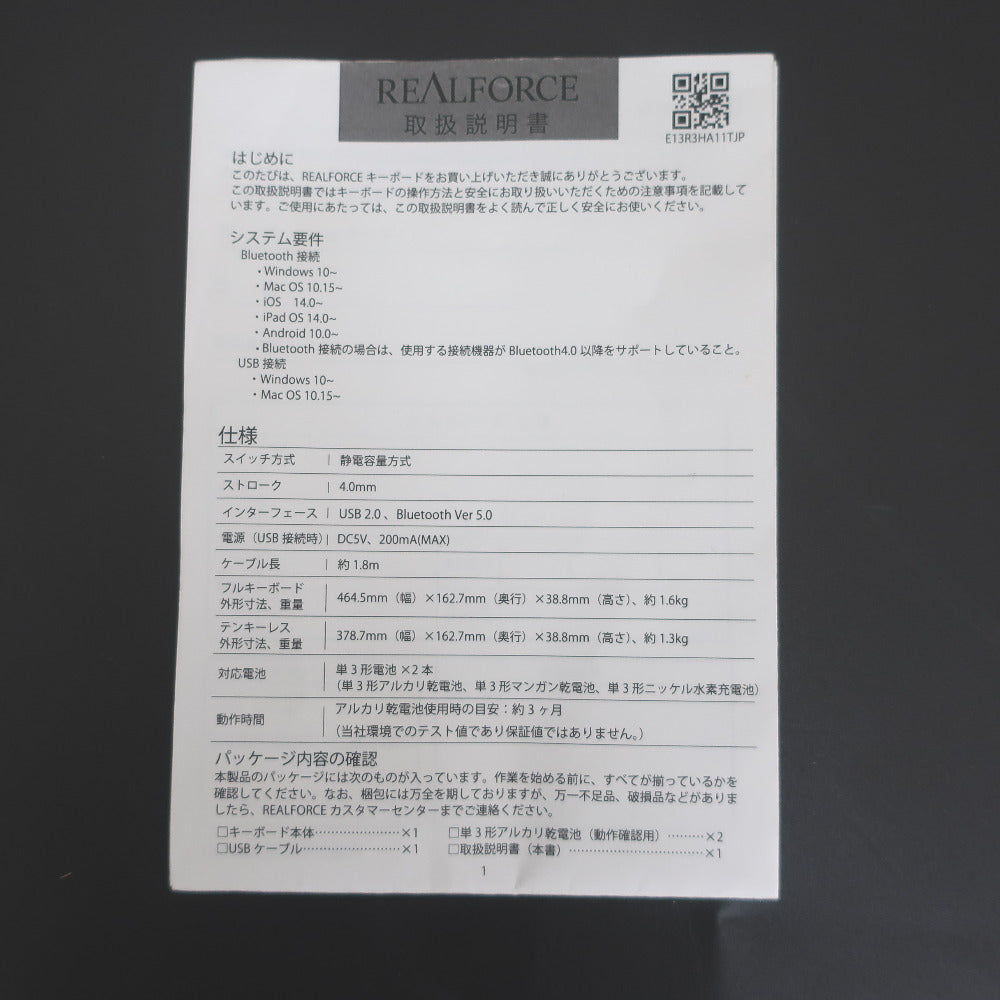 REALFORCE
取扱説明書
E13R3HA11TJP
はじめに
このたびは、REALFORCE キーボードをお買い上げいただき誠にありがとうございます。
この取扱説明書ではキーボードの操作方法と安全にお取り扱いいただくための注意事項を記載して
います。ご使用にあたっては、この取扱説明書をよく読んで正しく安全にお使いください。
システム要件
Bluetooth 接続
・Windows 10~
・Mac OS 10.15~
・iOS 14.0~
・iPad OS 14.0~
・Android 10.0~
・Bluetooth 接続の場合は、使用する接続機器が Bluetooth4.0 以降をサポートしていること。
USB 接続
・Windows 10~
・Mac OS 10.15~
仕様
スイッチ方式 | 静電容量方式
ストローク | 4.0mm
インターフェース | USB 2.0 、Bluetooth Ver 5.0
電源（USB 接続時）| DC5V、200mA(MAX)
ケーブル長 | 約 1.8m
フルキーボード
外形寸法、重量 | 464.5mm（幅）×162.7mm（奥行）×38.8mm（高さ）、約 1.6kg
テンキーレス
外形寸法、重量 | 378.7mm（幅）×162.7mm（奥行）×38.8mm（高さ）、約 1.3kg
対応電池 | 単 3 形電池 ×2 本
（単 3 形アルカリ乾電池、単 3 形マンガン乾電池、単 3 形ニッケル水素充電池）
動作時間 | アルカリ乾電池使用時の目安：約 3 ヶ月
（当社環境でのテスト値であり保証値ではありません。）
パッケージ内容の確認
本製品のパッケージには次のものが入っています。作業を始める前に、すべてが揃っているかを
確認してください。なお、梱包には万全を期しておりますが、万一不足品、破損品などがありま
したら、REALFORCE カスタマーセンターまでご連絡ください。
□キーボード本体…………………×1 □単 3 形アルカリ乾電池（動作確認用）………×2
□USB ケーブル……………………×1 □取扱説明書（本書）……………………………×1
1